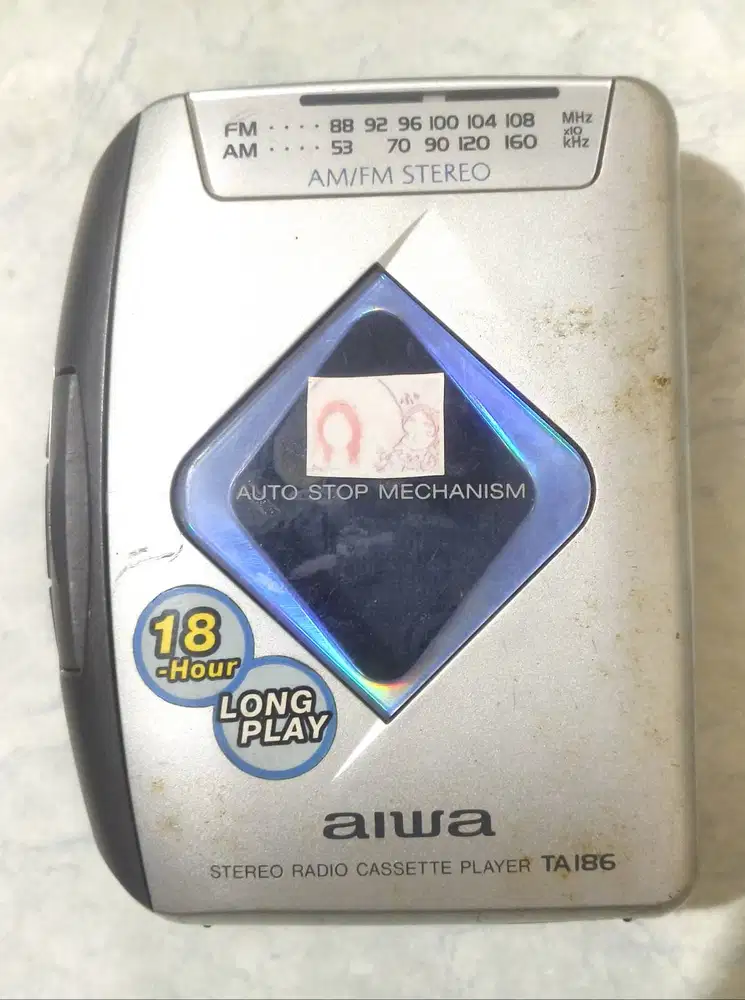 FM ···· 88 92 96 100 104 108 MHz
x10
AM ···· 53 70 90 120 160 kHz
AM/FM STEREO
AUTO STOP MECHANISM
18
-Hour
LONG
PLAY
aiwa
STEREO RADIO CASSETTE PLAYER TA186